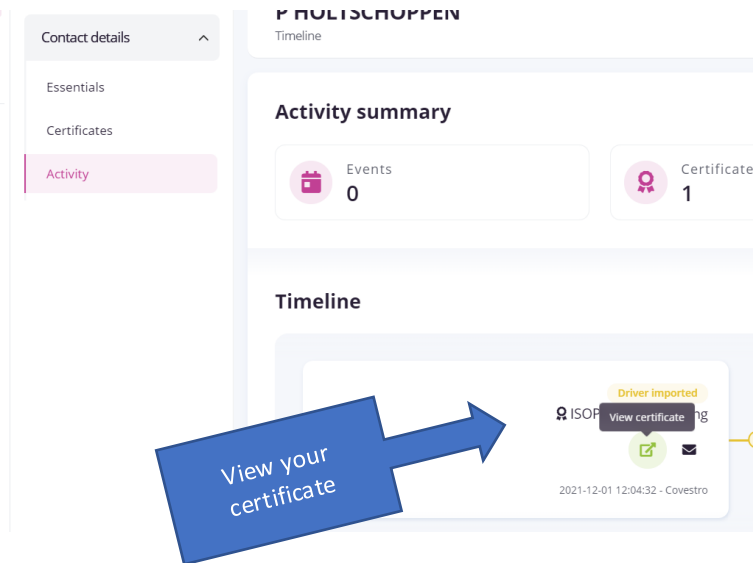 P HOLTSCHOPPEN
Timeline
Contact details
Essentials
Certificates
Activity
Activity summary
Events
0
Certificate
1
Timeline
Driver imported
View certificate
2021-12-01 12:04:32 - Covestro
View your
certificate